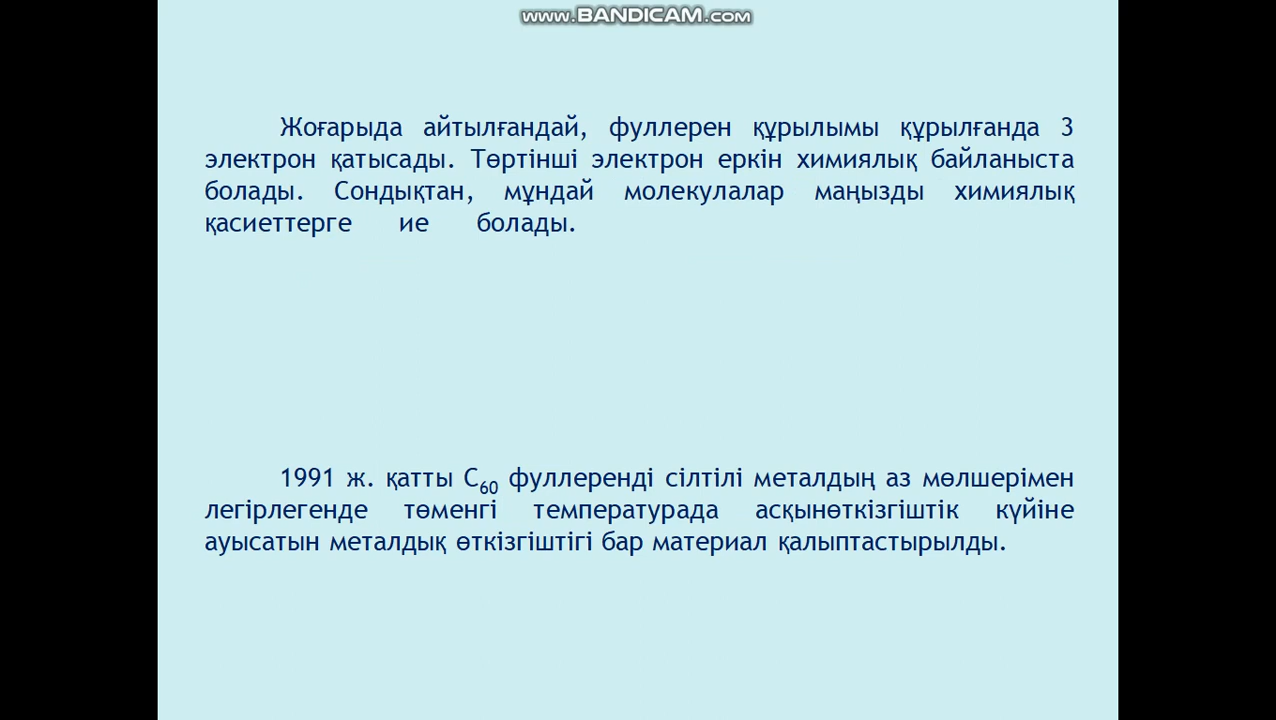 www.BANDICAM.com
Жоғарыда айтылғандай, фуллерен құрылымы құрылғанда 3
электрон қатысады. Төртінші электрон еркін химиялық байланыста
болады. Сондықтан, мұндай молекулалар маңызды химиялық
қасиеттерге ие болады.
1991 ж. қатты С60 фуллеренді сілтілі металдың аз мөлшерімен
легірлегенде төменгі температурада асқынөткізгіштік күйіне
ауысатын металдық өткізгіштігі бар материал қалыптастырылды.